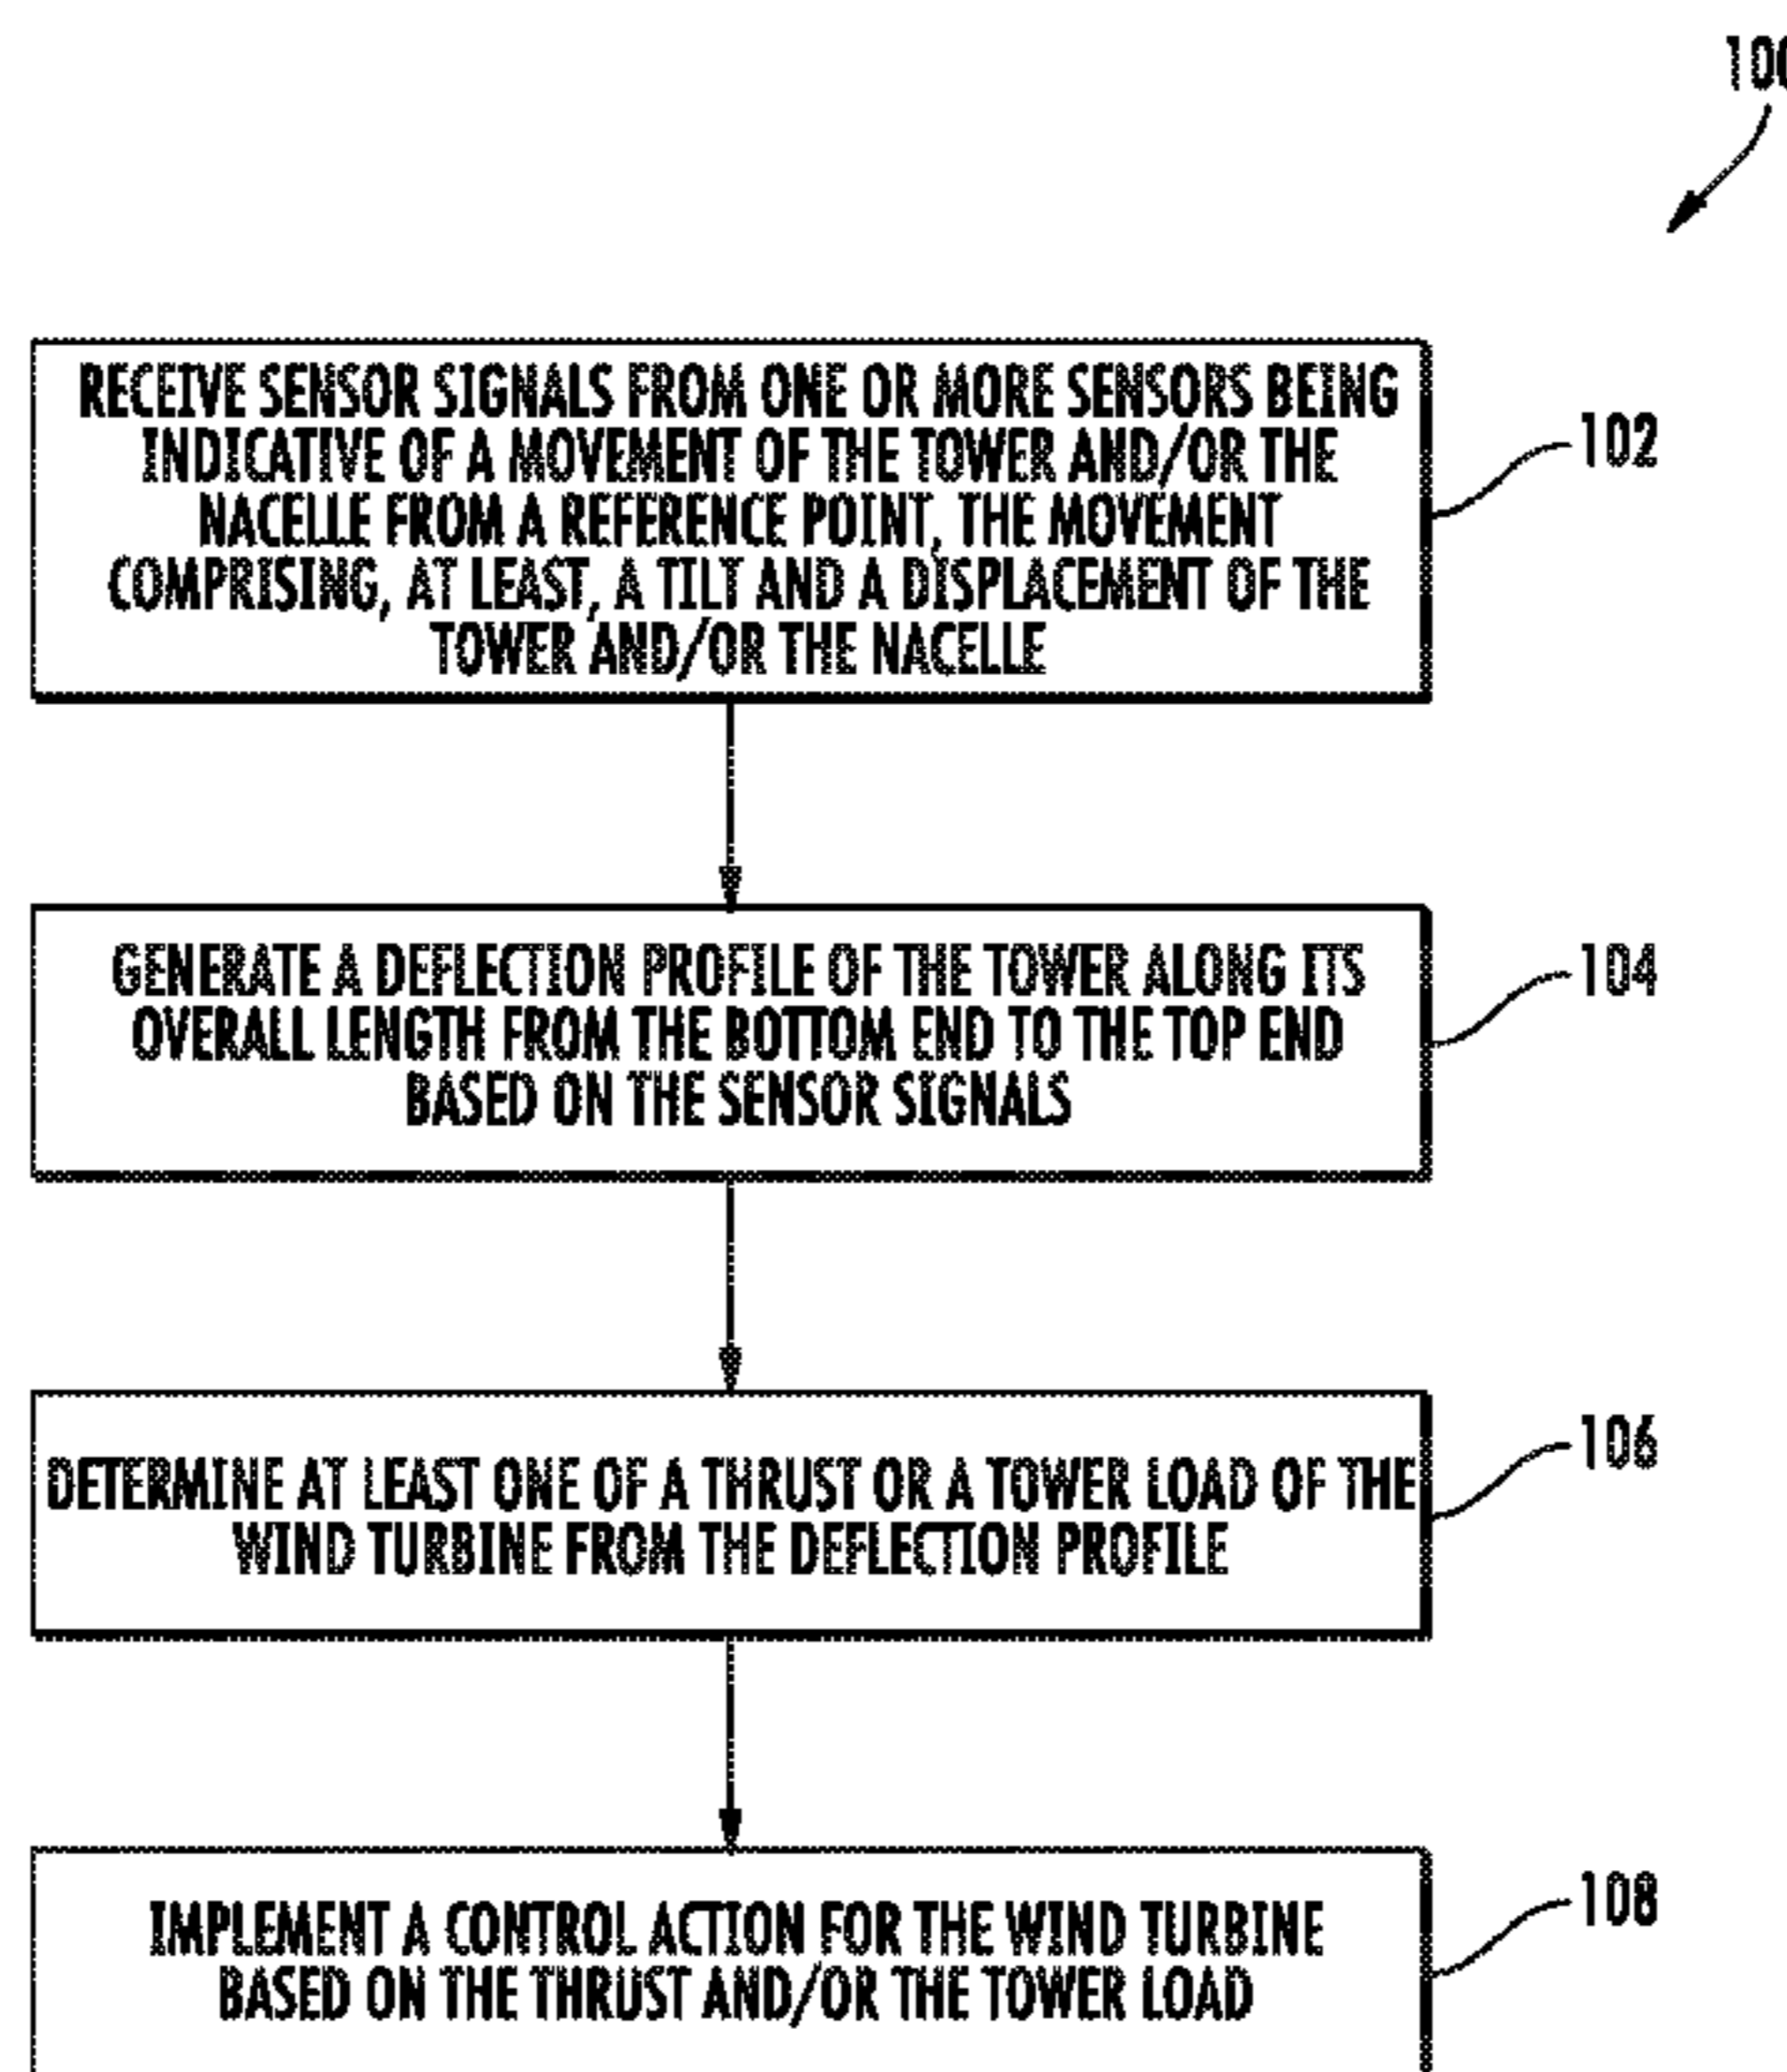 100
RECEIVE SENSOR SIGNALS FROM ONE OR MORE SENSORS BEING
INDICATIVE OF A MOVEMENT OF THE TOWER AND/OR THE
NACELLE FROM A REFERENCE POINT, THE MOVEMENT
COMPRISING, AT LEAST, A TILT AND A DISPLACEMENT OF THE
TOWER AND/OR THE NACELLE
102
GENERATE A DEFLECTION PROFILE OF THE TOWER ALONG ITS
OVERALL LENGTH FROM THE BOTTOM END TO THE TOP END
BASED ON THE SENSOR SIGNALS
104
DETERMINE AT LEAST ONE OF A THRUST OR A TOWER LOAD OF THE
WIND TURBINE FROM THE DEFLECTION PROFILE
106
IMPLEMENT A CONTROL ACTION FOR THE WIND TURBINE
BASED ON THE THRUST AND/OR THE TOWER LOAD
108